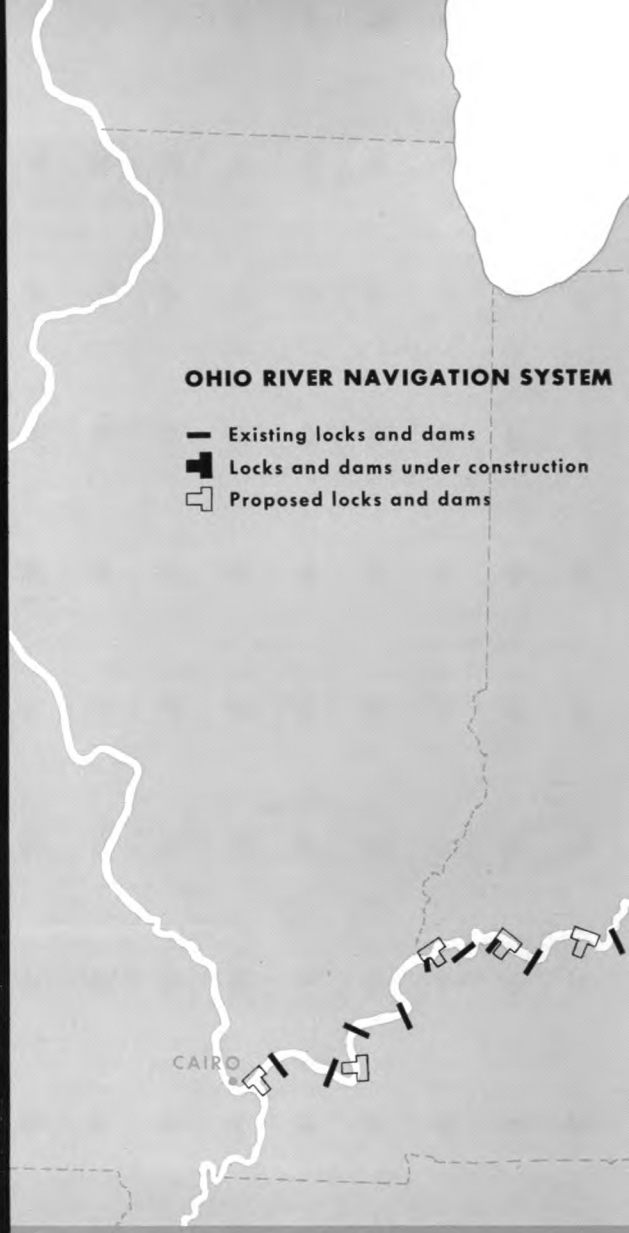 OHIO RIVER NAVIGATION SYSTEM
Existing locks and dams
Locks and dams under construction
Proposed locks and dams
CAIRO